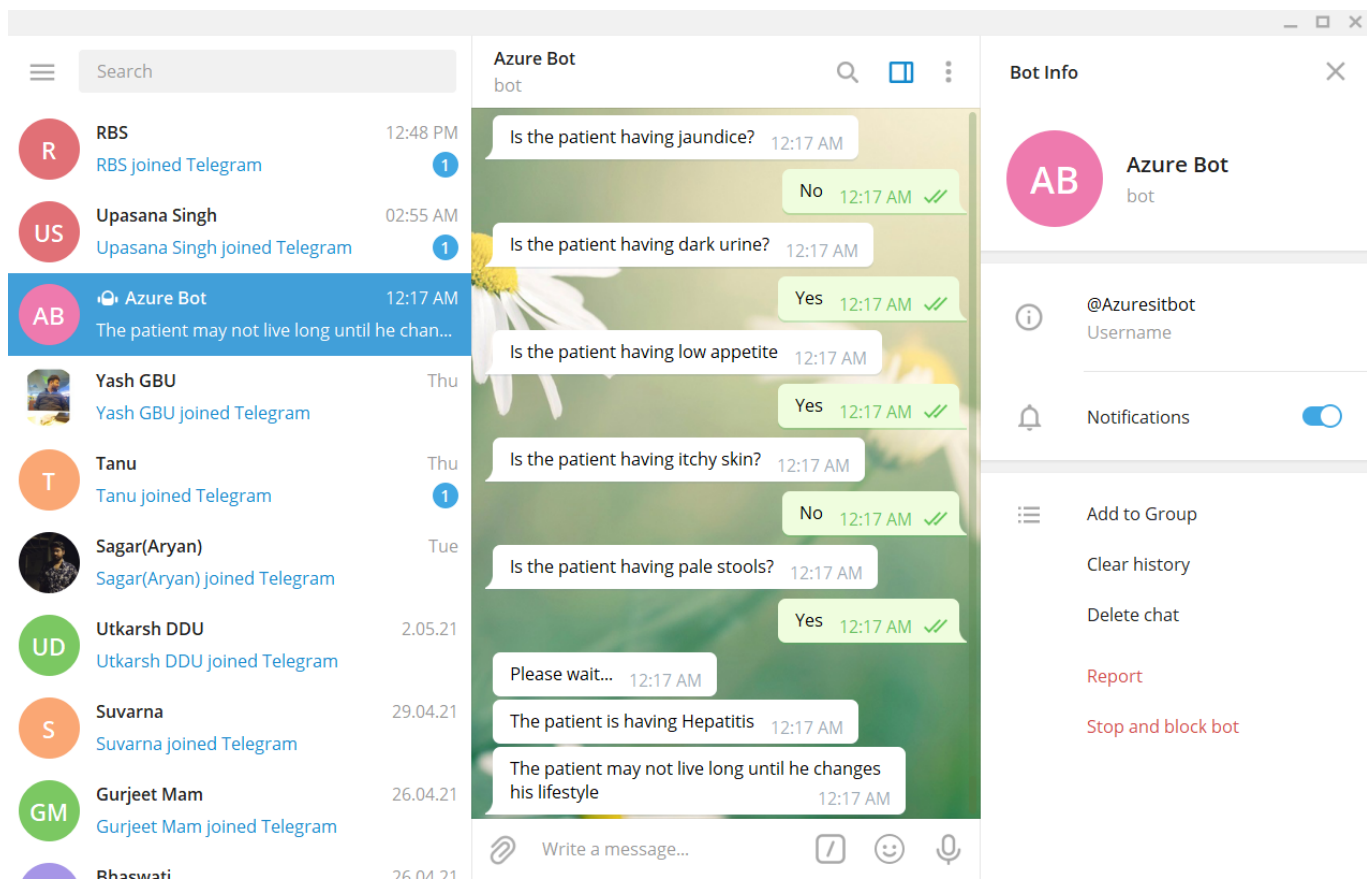 Search
RBS
12:48 PM
R
RBS joined Telegram
1
Upasana Singh
02:55 AM
US
Upasana Singh joined Telegram
1
Azure Bot
12:17 AM
AB
The patient may not live long until he chan...
Yash GBU
Thu
Yash GBU joined Telegram
Tanu
Thu
T
Tanu joined Telegram
1
Sagar(Aryan)
Tue
Sagar(Aryan) joined Telegram
Utkarsh DDU
2.05.21
UD
Utkarsh DDU joined Telegram
Suvarna
29.04.21
S
Suvarna joined Telegram
Gurjeet Mam
26.04.21
GM
Gurjeet Mam joined Telegram
Bhaswati
26.04.21
Azure Bot
bot
Is the patient having jaundice? 12:17 AM
No 12:17 AM
Is the patient having dark urine? 12:17 AM
Yes 12:17 AM
Is the patient having low appetite 12:17 AM
Yes 12:17 AM
Is the patient having itchy skin? 12:17 AM
No 12:17 AM
Is the patient having pale stools? 12:17 AM
Yes 12:17 AM
Please wait... 12:17 AM
The patient is having Hepatitis 12:17 AM
The patient may not live long until he changes
his lifestyle 12:17 AM
Write a message...
Bot Info
AB
Azure Bot
bot
@Azuresitbot
Username
Notifications
Add to Group
Clear history
Delete chat
Report
Stop and block bot